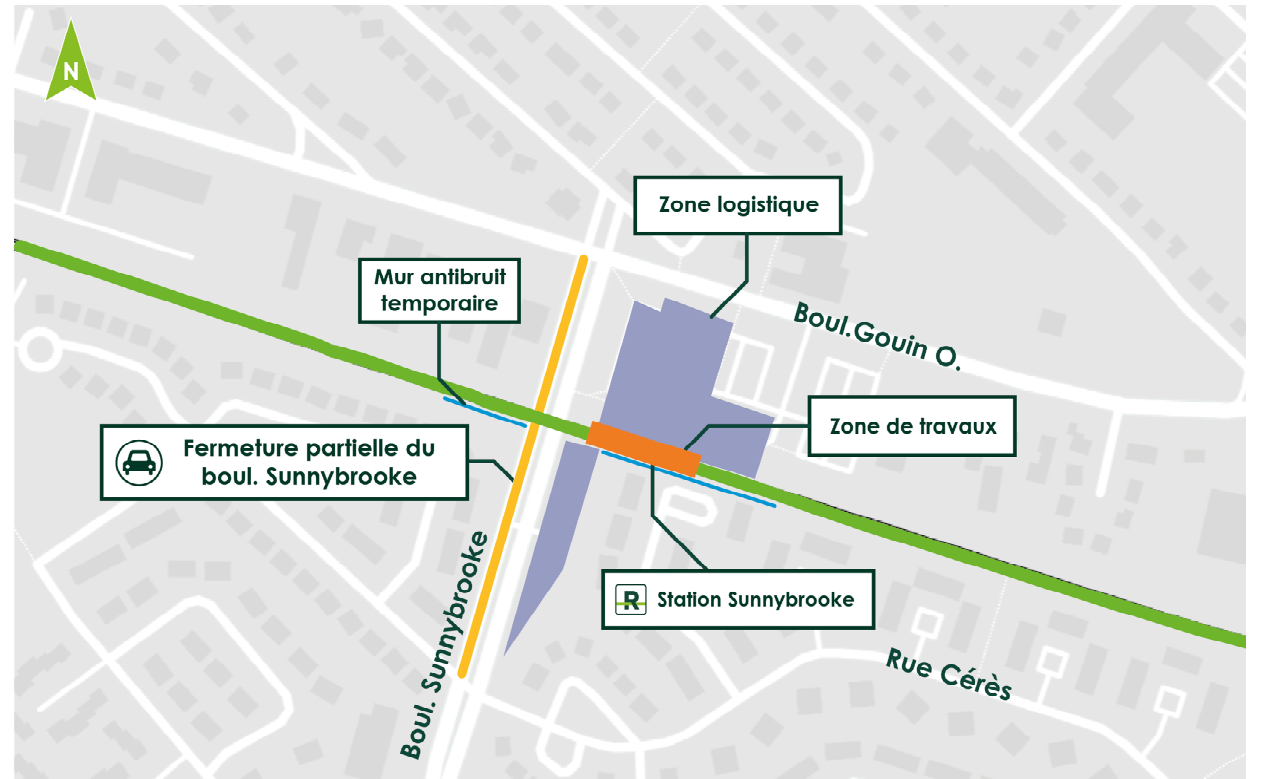 N
Zone logistique
Mur antibruit
temporaire
Boul.Gouin O.
Zone de travaux
Fermeture partielle du
boul. Sunnybrooke
R Station Sunnybrooke
Boul. Sunnybrooke
Rue Cérès